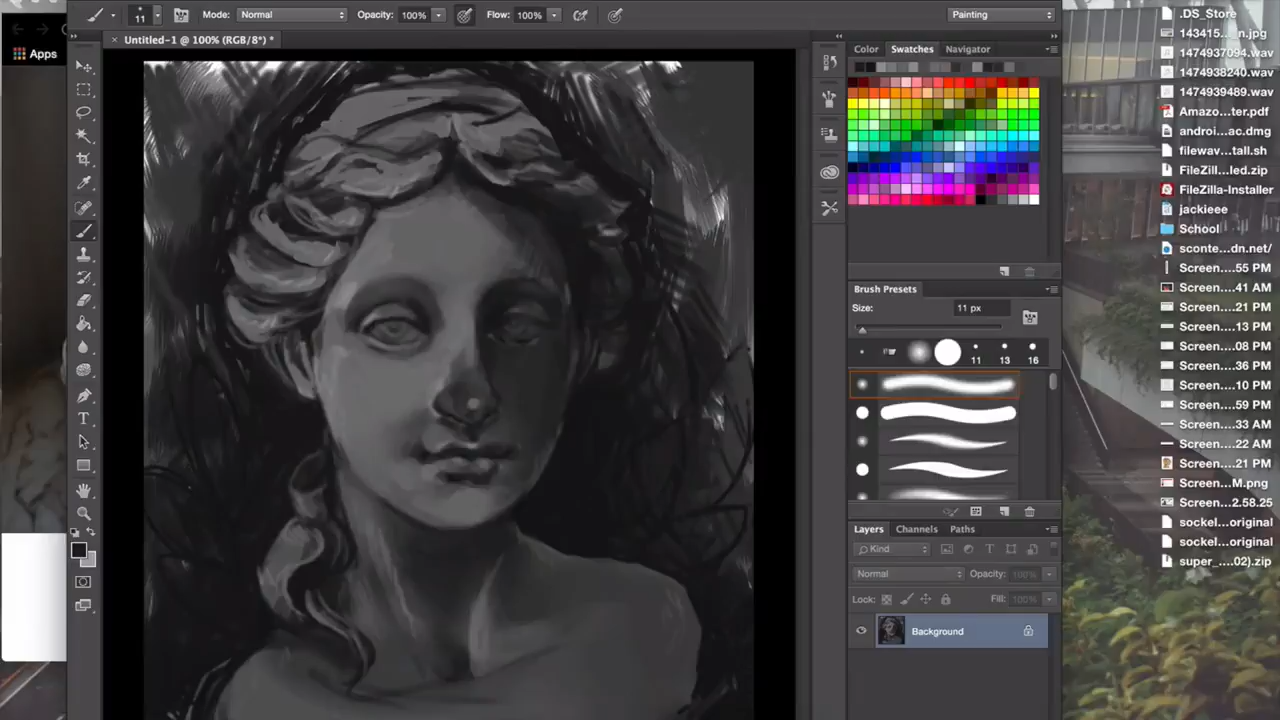 11
Mode: Normal
Opacity: 100%
Flow: 100%
Painting
Apps
× Untitled-1 @ 100% (RGB/8*) *
Color Swatches Navigator
Brush Presets
Size: 11 px
11 13 16
Layers Channels Paths
Kind
Normal Opacity: 100%
Lock: Fill: 100%
Background
.DS_Store
143415...n.jpg
1474937094.wav
1474938240.wav
1474939489.wav
Amazo...ter.pdf
androi...ac.dmg
filewav...tall.sh
FileZill...led.zip
FileZilla-Installer
jackieee
School
sconte...dn.net/
Screen....55 PM
Screen....41 AM
Screen....21 PM
Screen....13 PM
Screen....08 PM
Screen....36 PM
Screen....10 PM
Screen....59 PM
Screen....33 AM
Screen....22 AM
Screen....21 PM
Screen....M.png
Screen...2.58.25
sockel...original
sockel...original
super_....02).zip